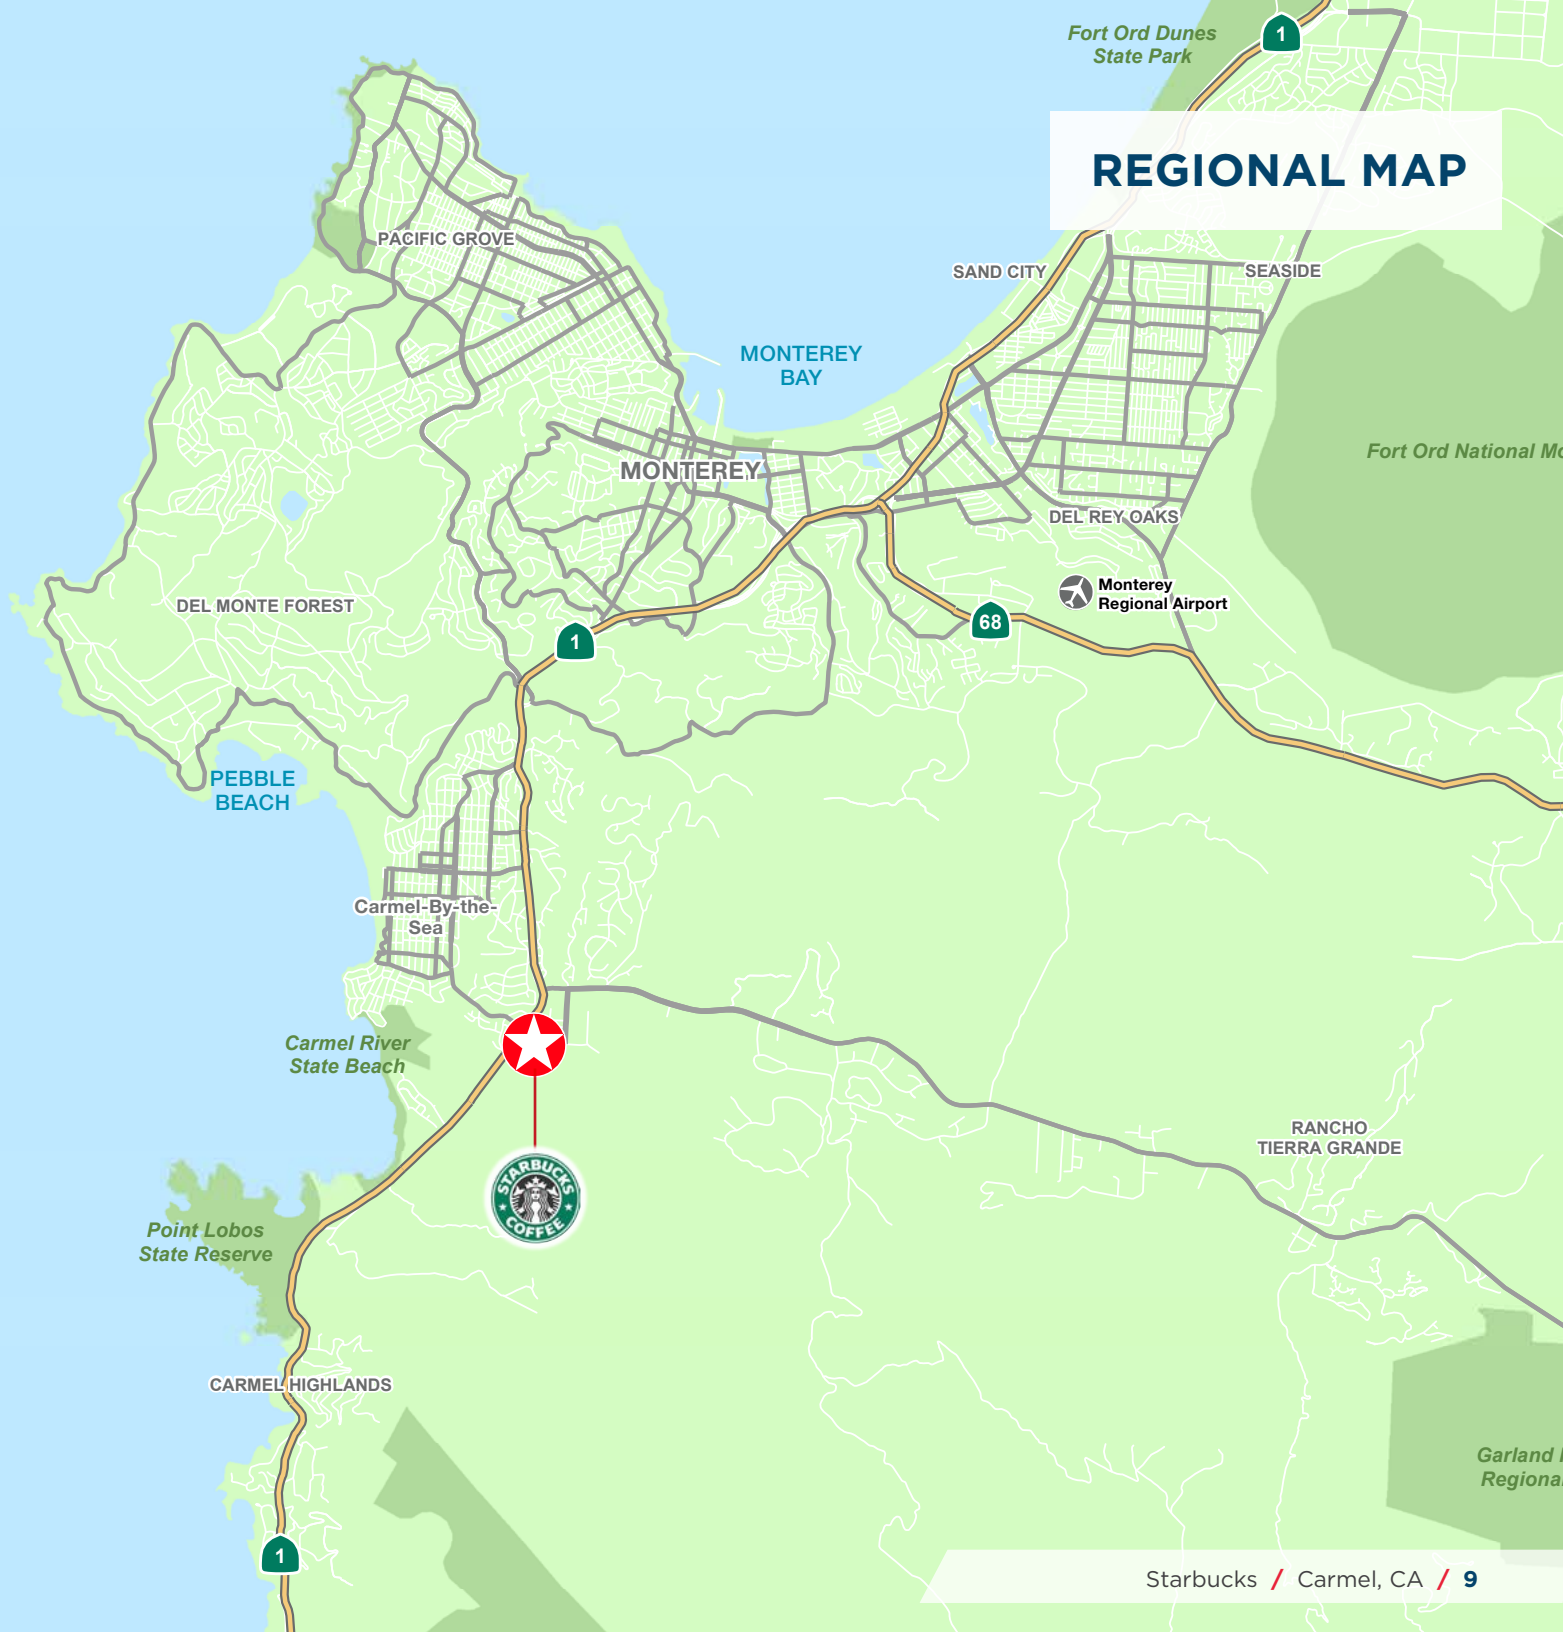 Fort Ord Dunes
State Park
1
REGIONAL MAP
PACIFIC GROVE
SAND CITY
SEASIDE
MONTEREY
BAY
Fort Ord National Mo
MONTEREY
DEL REY OAKS
Monterey
Regional Airport
DEL MONTE FOREST
68
1
PEBBLE
BEACH
Carmel-By-the-
Sea
Carmel River
State Beach
RANCHO
TIERRA GRANDE
STARBUCKS
COFFEE
Point Lobos
State Reserve
CARMEL HIGHLANDS
Garland
Regiona
1
Starbucks / Carmel, CA / 9